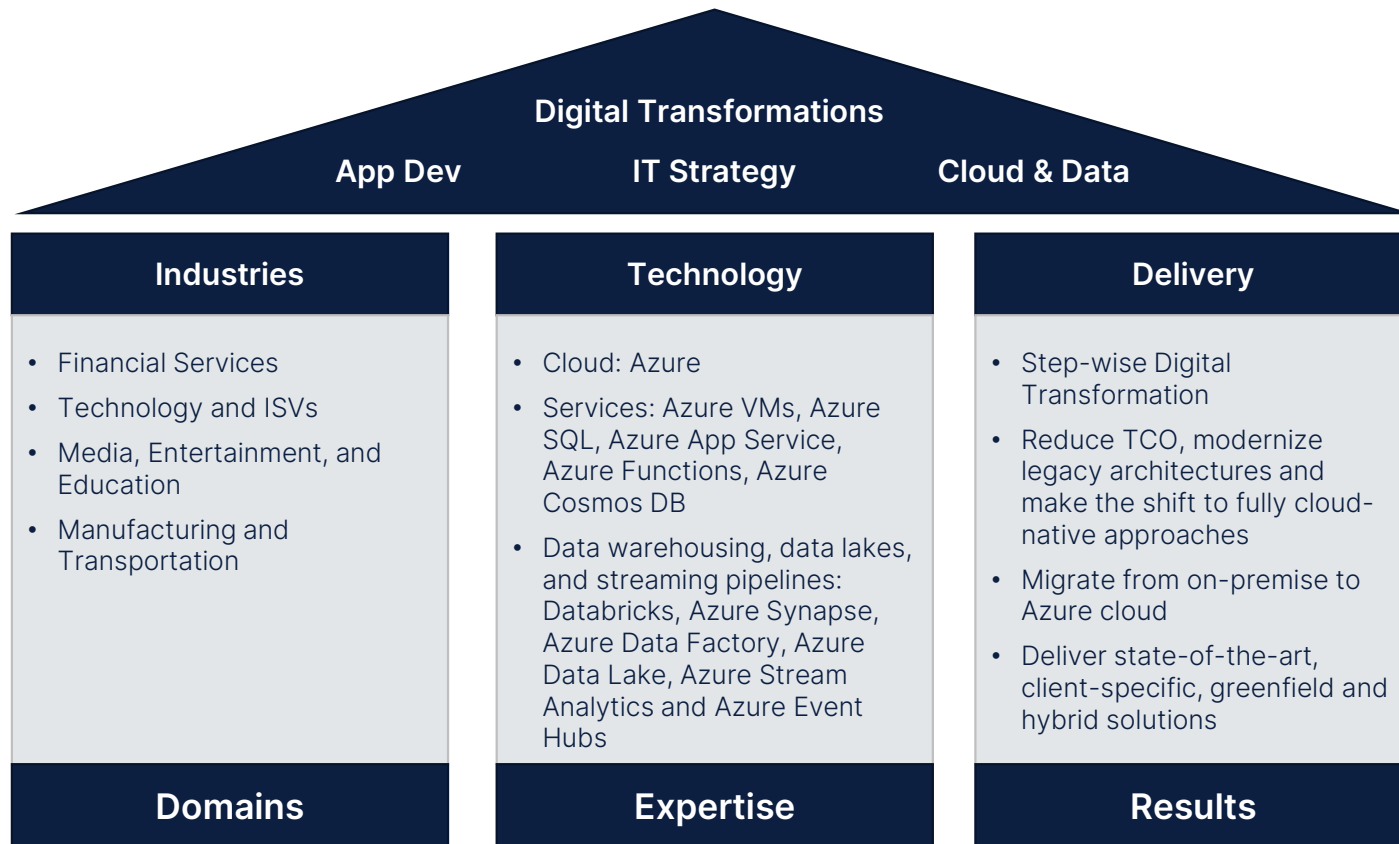 Digital Transformations
App Dev
IT Strategy
Cloud & Data
Industries
• Financial Services
• Technology and ISVs
• Media, Entertainment, and
Education
• Manufacturing and
Transportation
Domains
Technology
• Cloud: Azure
• Services: Azure VMs, Azure
SQL, Azure App Service,
Azure Functions, Azure
Cosmos DB
• Data warehousing, data lakes,
and streaming pipelines:
Databricks, Azure Synapse,
Azure Data Factory, Azure
Data Lake, Azure Stream
Analytics and Azure Event
Hubs
Expertise
Delivery
• Step-wise Digital
Transformation
• Reduce TCO, modernize
legacy architectures and
make the shift to fully cloud-
native approaches
• Migrate from on-premise to
Azure cloud
• Deliver state-of-the-art,
client-specific, greenfield and
hybrid solutions
Results